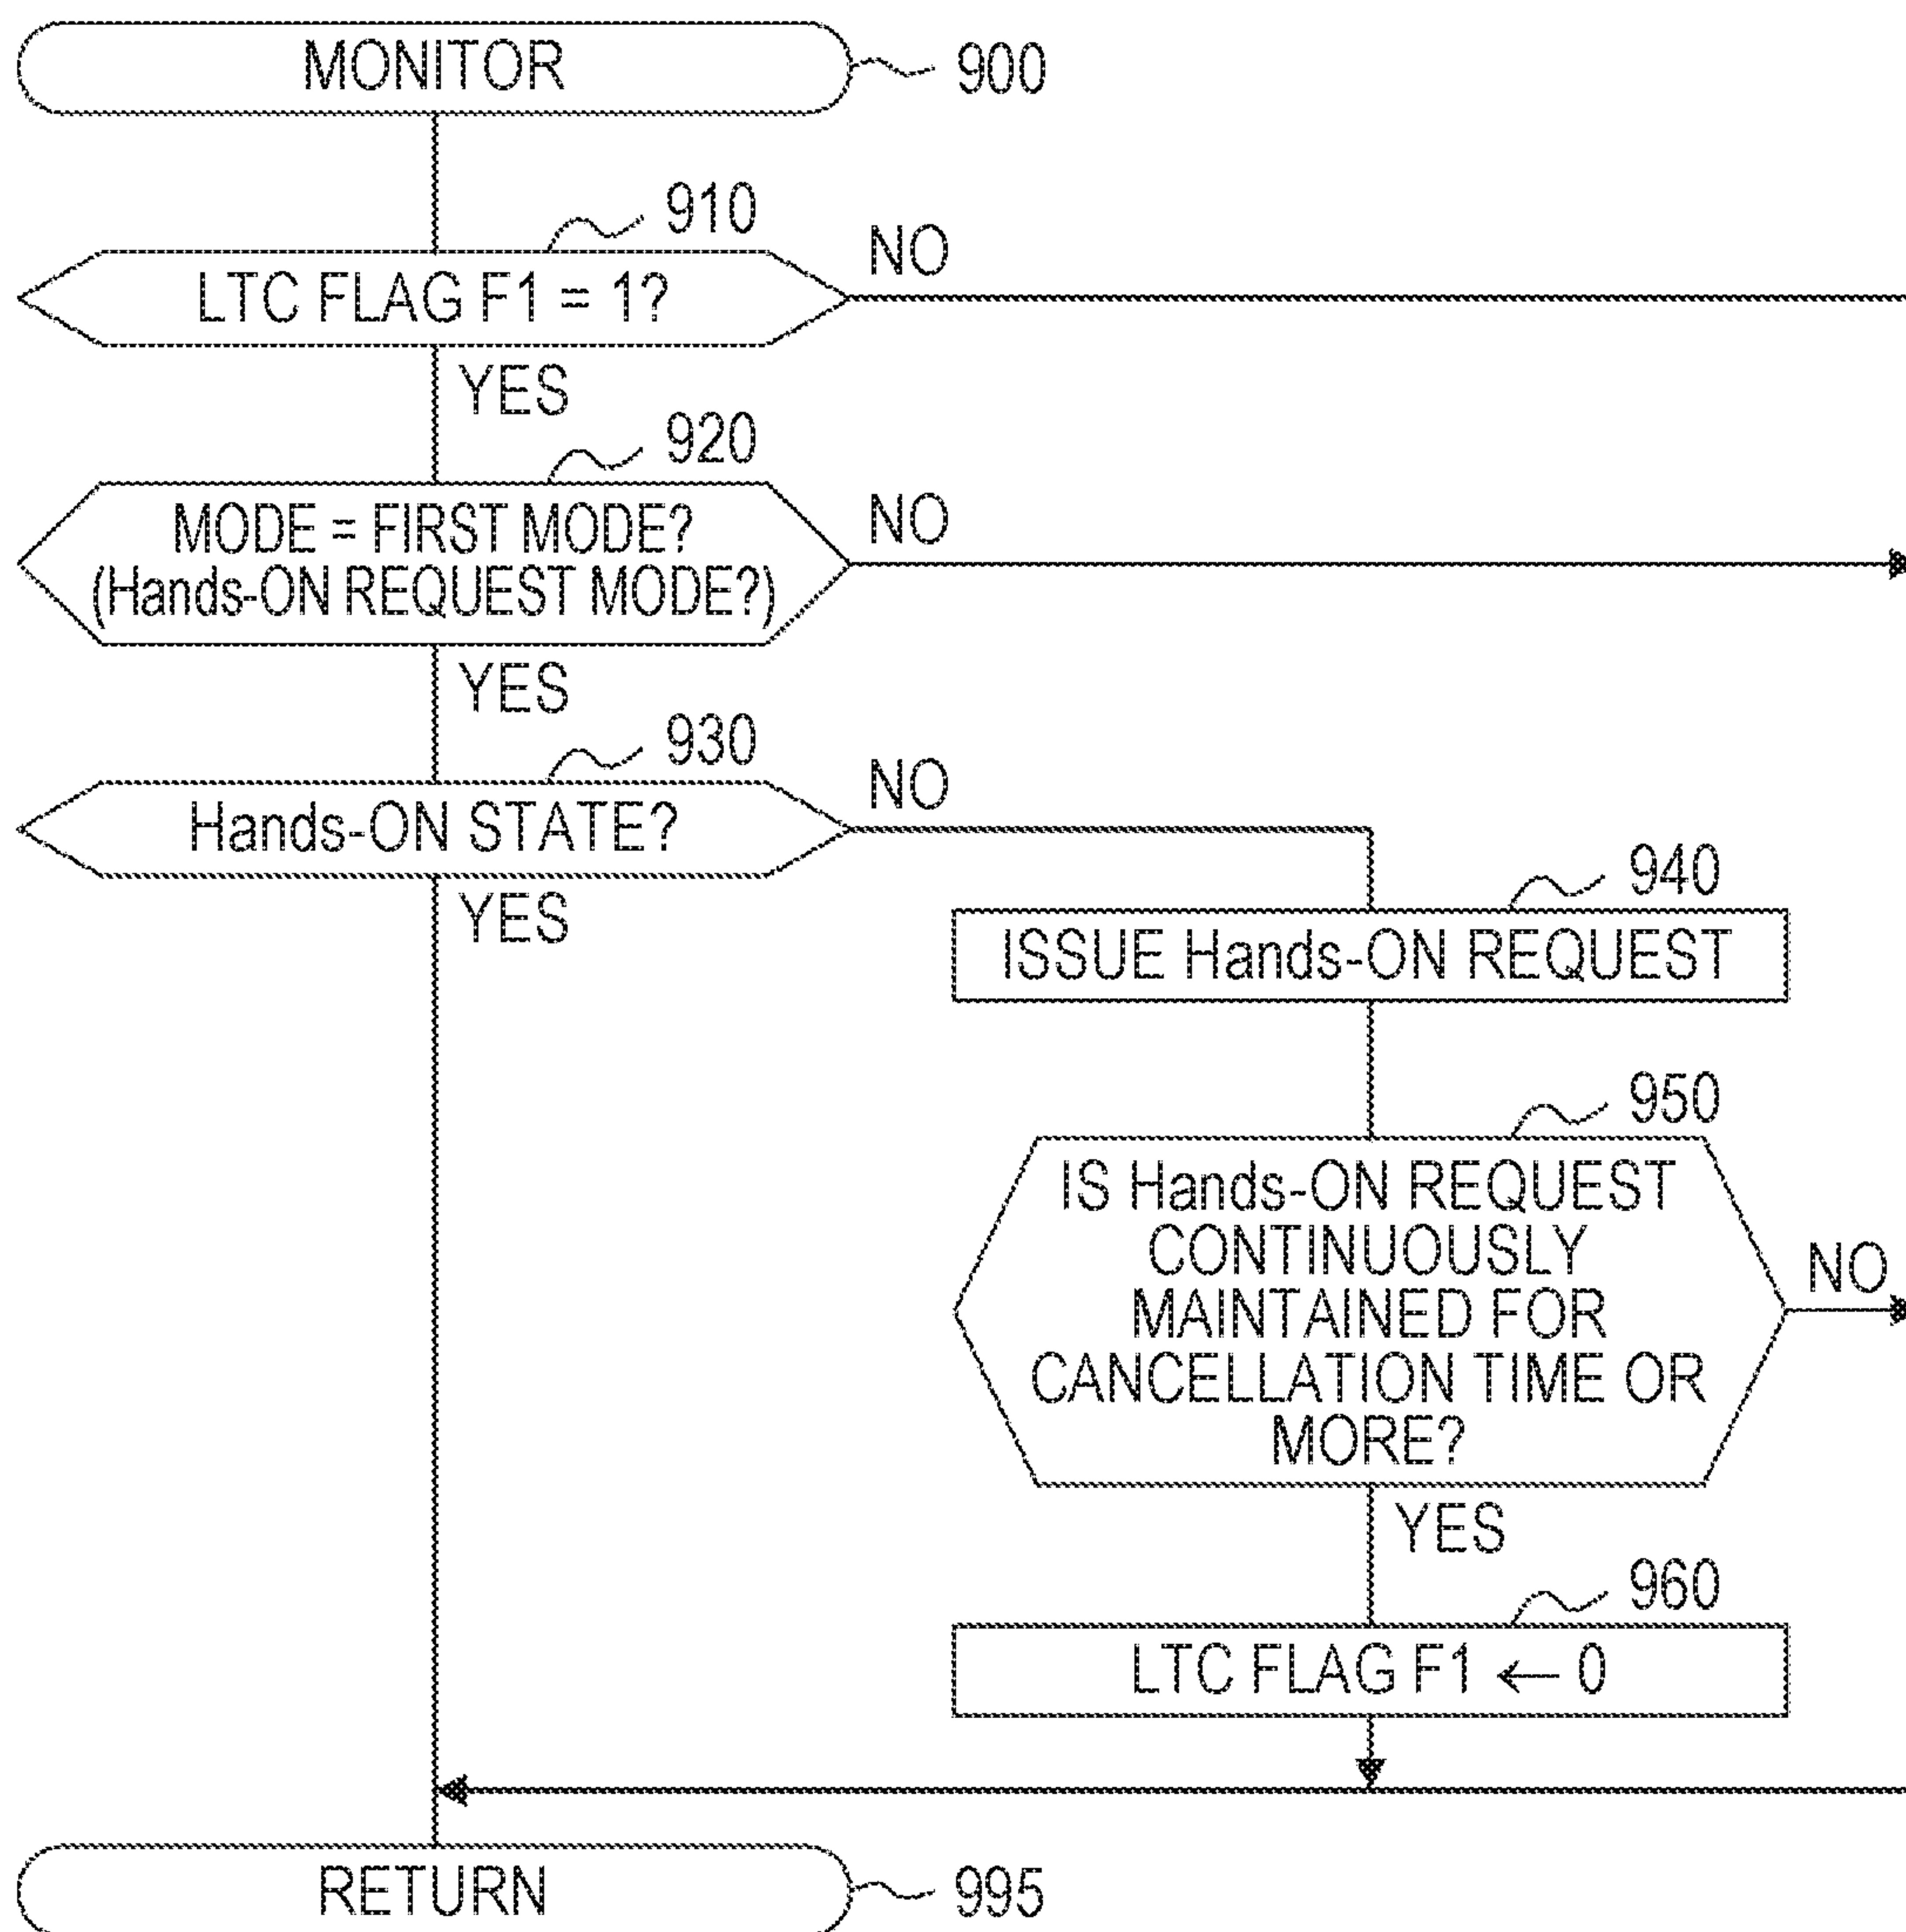 MONITOR
900
910
LTC FLAG F1 = 1?
NO
YES
920
MODE = FIRST MODE?
(Hands-ON REQUEST MODE?)
NO
YES
930
Hands-ON STATE?
NO
YES
940
ISSUE Hands-ON REQUEST
950
IS Hands-ON REQUEST
CONTINUOUSLY
MAINTAINED FOR
CANCELLATION TIME OR
MORE?
NO
YES
960
LTC FLAG F1 ← 0
RETURN
995